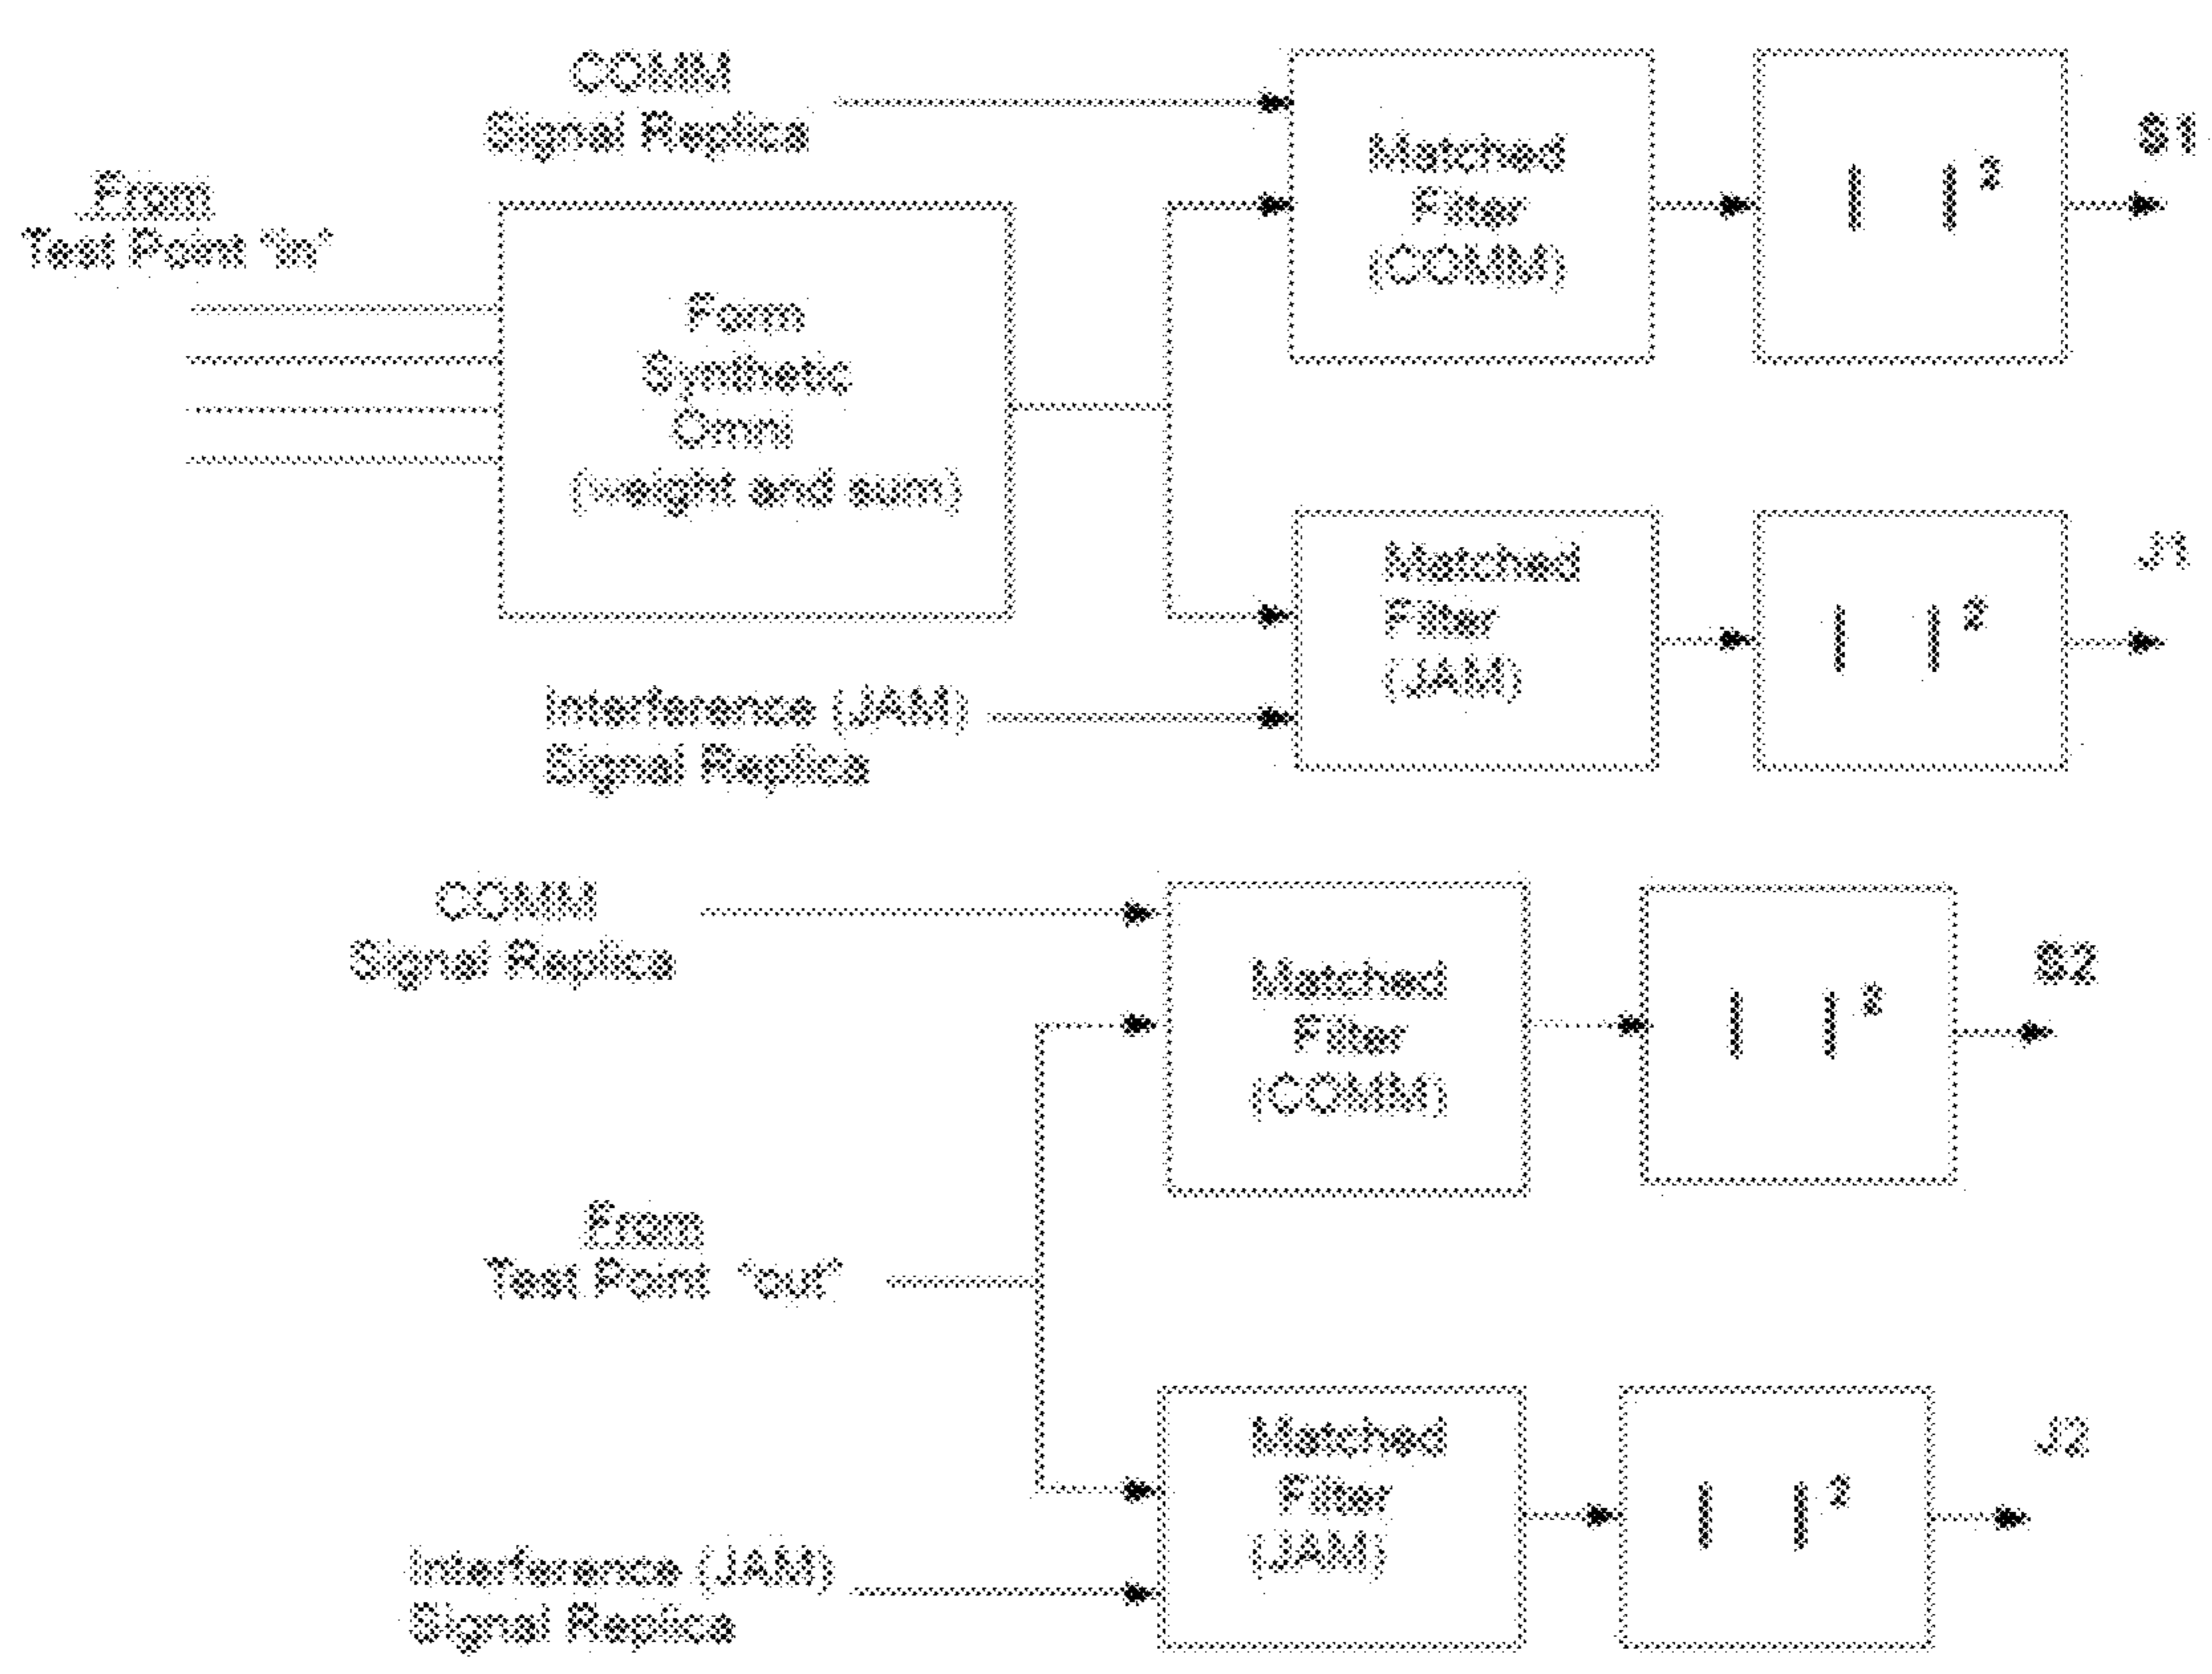 COMM
Signal Replica
From
Test Point "in"
Form
Synthetic
Omni
(weight and sum)
Matched
Filter
(COMM)
| |²
S1
Matched
Filter
(JAM)
| |²
J1
Interference (JAM)
Signal Replica
COMM
Signal Replica
Matched
Filter
(COMM)
| |²
S2
From
Test Point "out"
Matched
Filter
(JAM)
| |²
J2
Interference (JAM)
Signal Replica